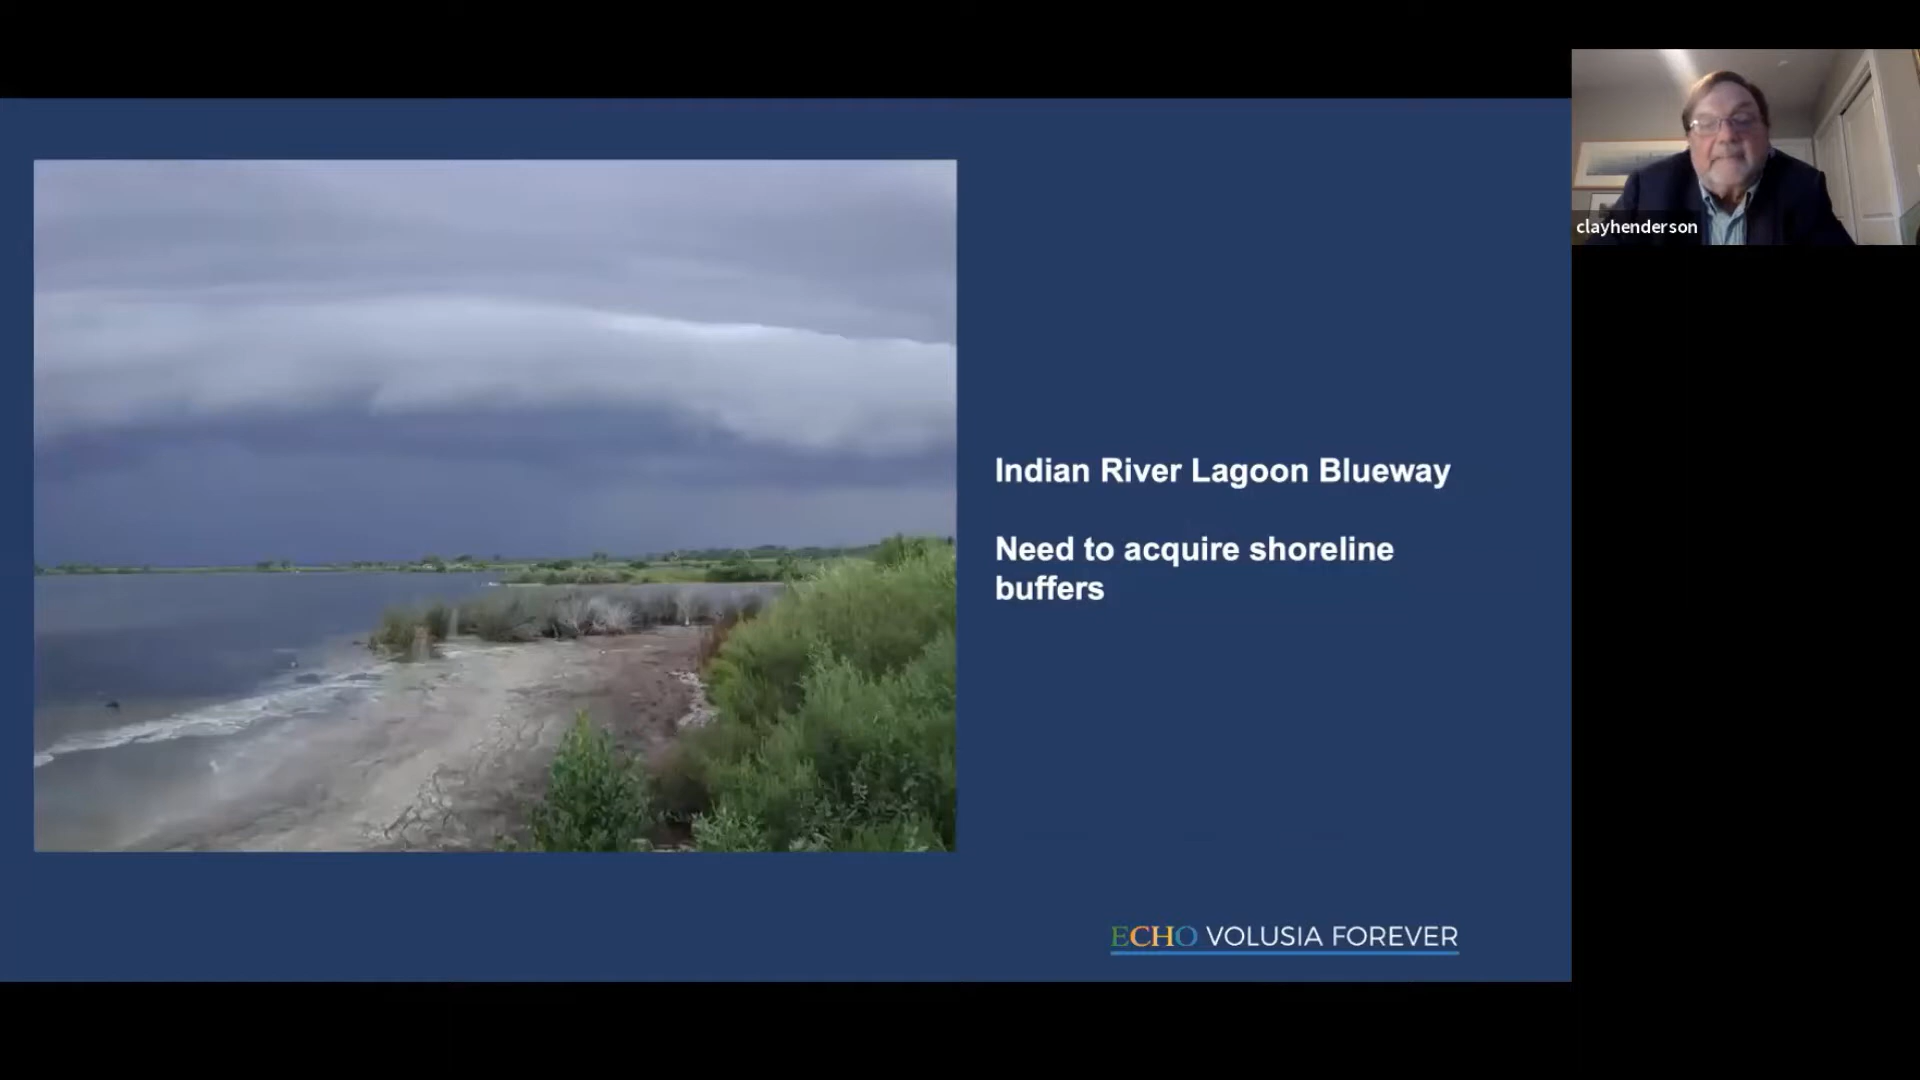 clayhenderson
Indian River Lagoon Blueway
Need to acquire shoreline
buffers
ECHO VOLUSIA FOREVER